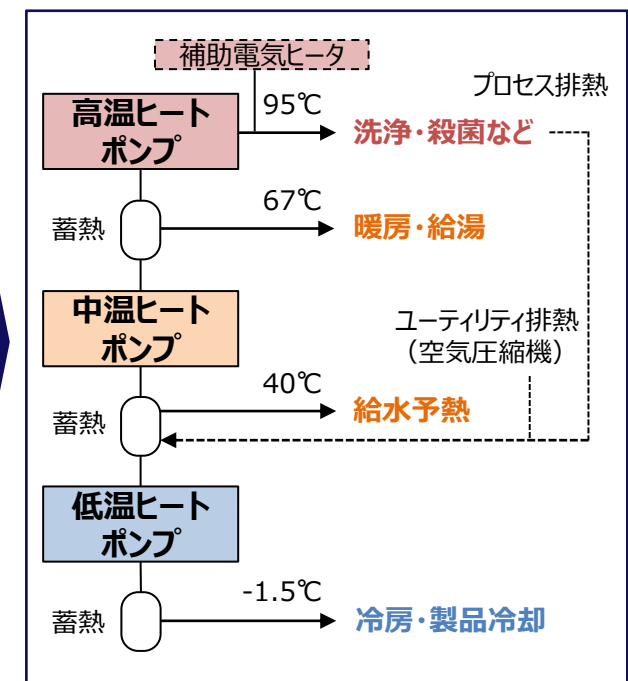 補助電気ヒータ
プロセス排熱
高温ヒート
ポンプ
95℃
洗浄・殺菌など
67℃
蓄熱
暖房・給湯
中温ヒート
ポンプ
ユーティリティ排熱
（空気圧縮機）
40℃
蓄熱
給水予熱
低温ヒート
ポンプ
-1.5℃
蓄熱
冷房・製品冷却